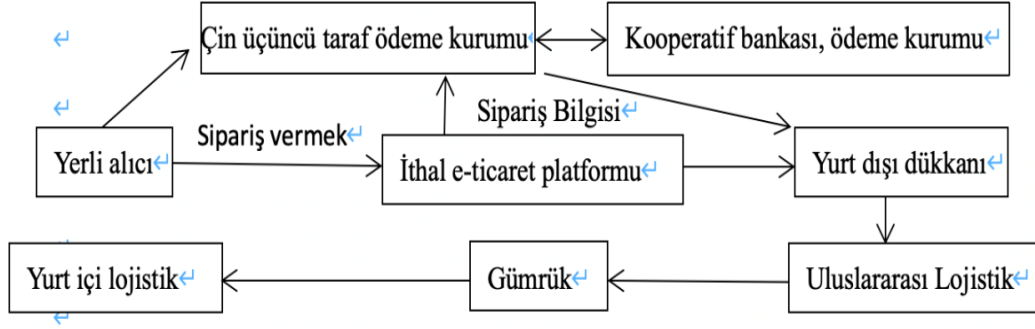 Çin üçüncü taraf ödeme kurumu
Kooperatif bankası, ödeme kurumu
Sipariş Bilgisi
Sipariş vermek
Yerli alıcı
İthal e-ticaret platformu
Yurt dışı dükkanı
Yurt içi lojistik
Gümrük
Uluslararası Lojistik